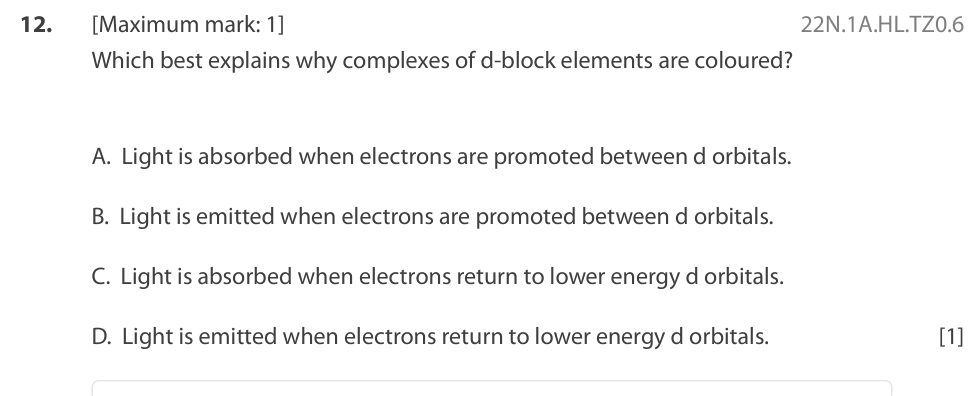 12. [Maximum mark: 1] 22N.1A.HL.TZ0.6
Which best explains why complexes of d-block elements are coloured?
A. Light is absorbed when electrons are promoted between d orbitals.
B. Light is emitted when electrons are promoted between d orbitals.
C. Light is absorbed when electrons return to lower energy d orbitals.
D. Light is emitted when electrons return to lower energy d orbitals. [1]